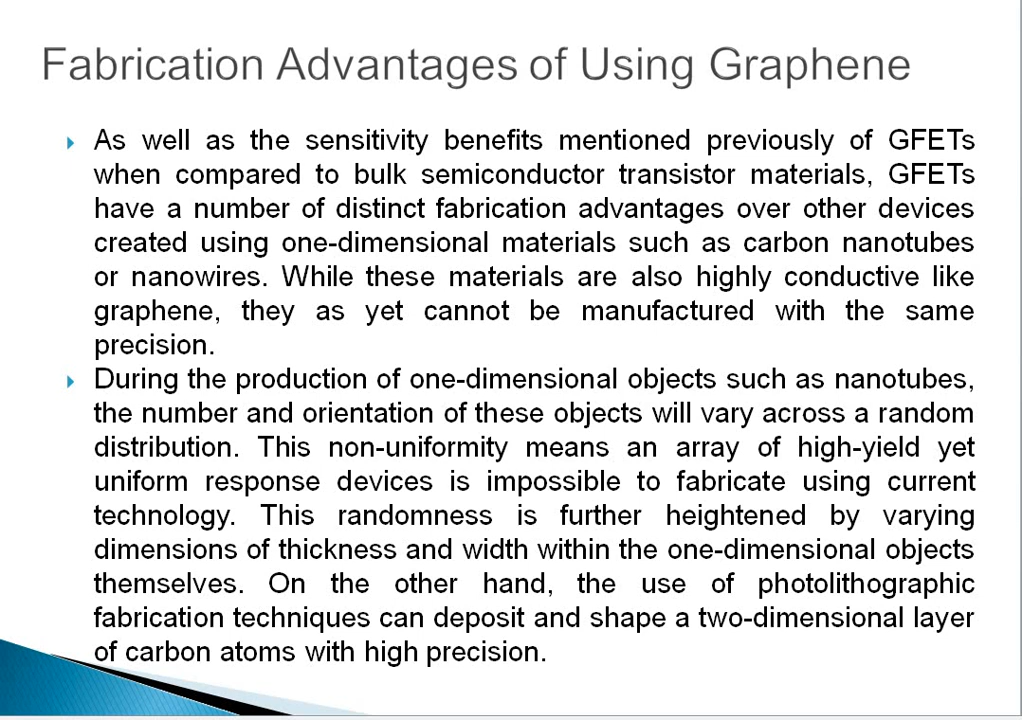 Fabrication Advantages of Using Graphene
As well as the sensitivity benefits mentioned previously of GFETs
when compared to bulk semiconductor transistor materials, GFETs
have a number of distinct fabrication advantages over other devices
created using one-dimensional materials such as carbon nanotubes
or nanowires. While these materials are also highly conductive like
graphene, they as yet cannot be manufactured with the same
precision.
During the production of one-dimensional objects such as nanotubes,
the number and orientation of these objects will vary across a random
distribution. This non-uniformity means an array of high-yield yet
uniform response devices is impossible to fabricate using current
technology. This randomness is further heightened by varying
dimensions of thickness and width within the one-dimensional objects
themselves. On the other hand, the use of photolithographic
fabrication techniques can deposit and shape a two-dimensional layer
of carbon atoms with high precision.